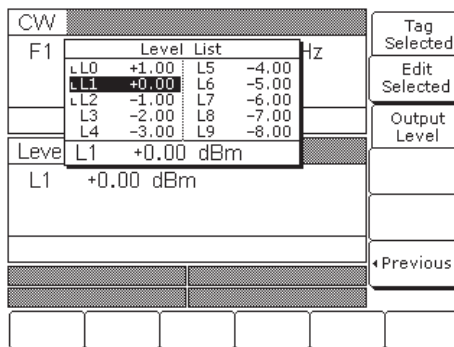 CW
F1 Hz
Level List
L0 +1.00 L5 -4.00
L1 +0.00 L6 -5.00
L2 -1.00 L7 -6.00
L3 -2.00 L8 -7.00
L4 -3.00 L9 -8.00
L1 +0.00 dBm
Leve
L1 +0.00 dBm
Tag
Selected
Edit
Selected
Output
Level
Previous